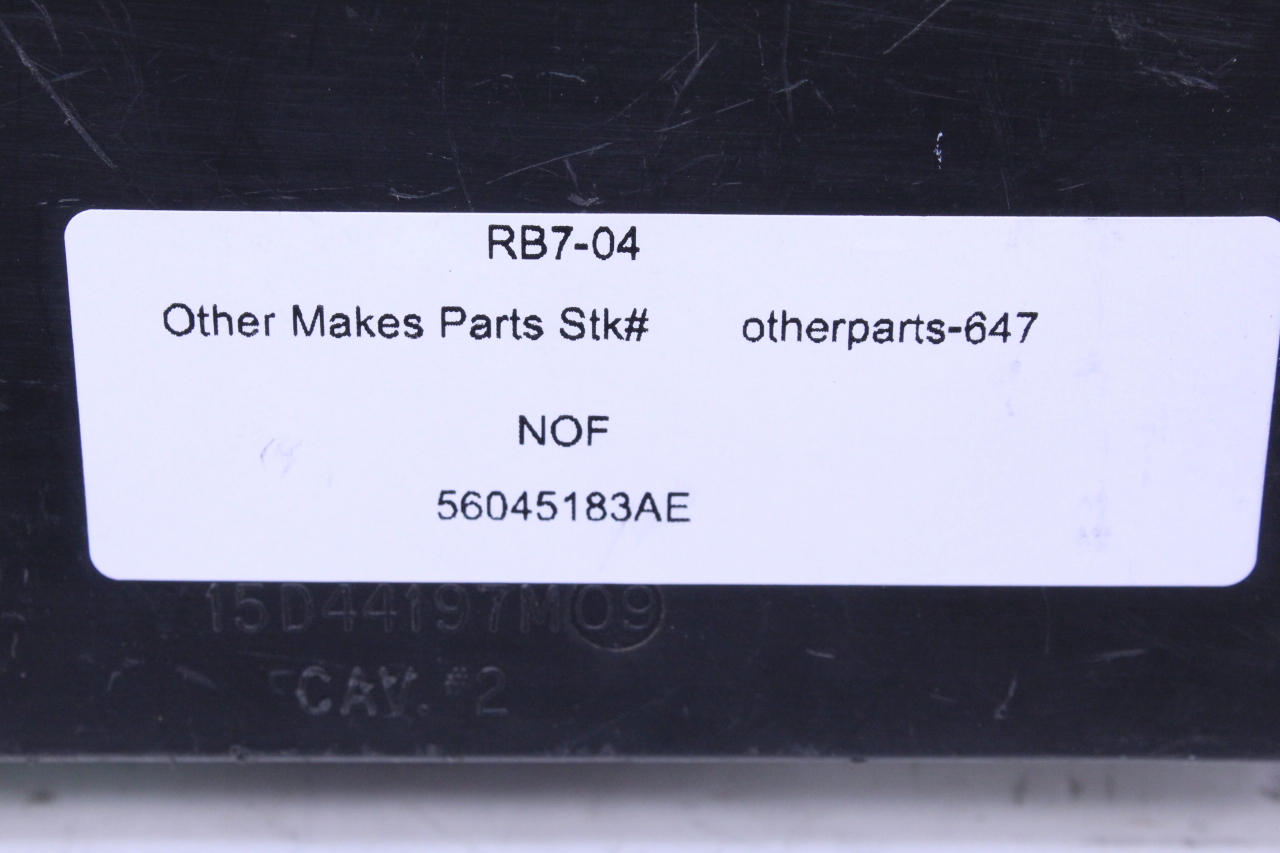 RB7-04
Other Makes Parts Stk# otherparts-647
NOF
56045183AE
15D44197M09
CAV. #2